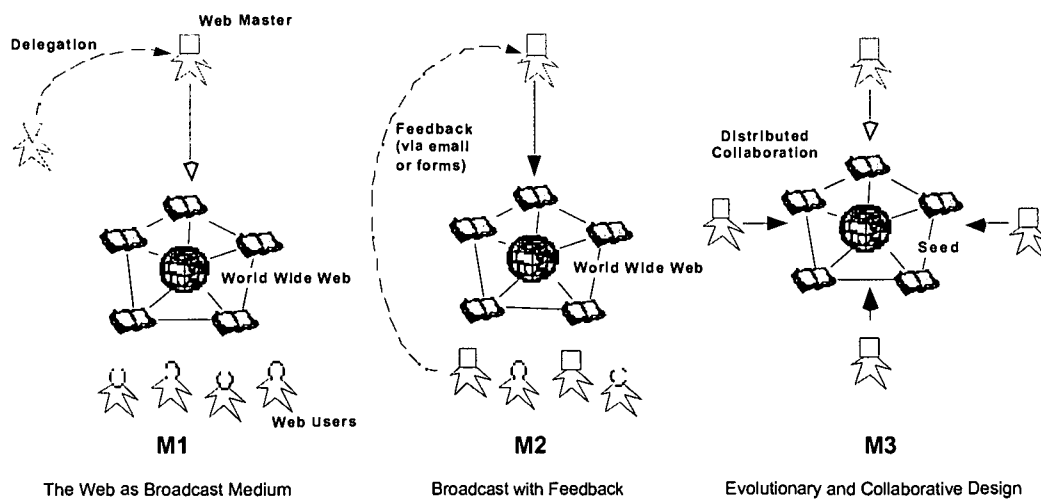 Web Master
Delegation
World Wide Web
Web Users
M1
The Web as Broadcast Medium
Feedback
(via email
or forms)
World Wide Web
M2
Broadcast with Feedback
Distributed
Collaboration
Seed
M3
Evolutionary and Collaborative Design